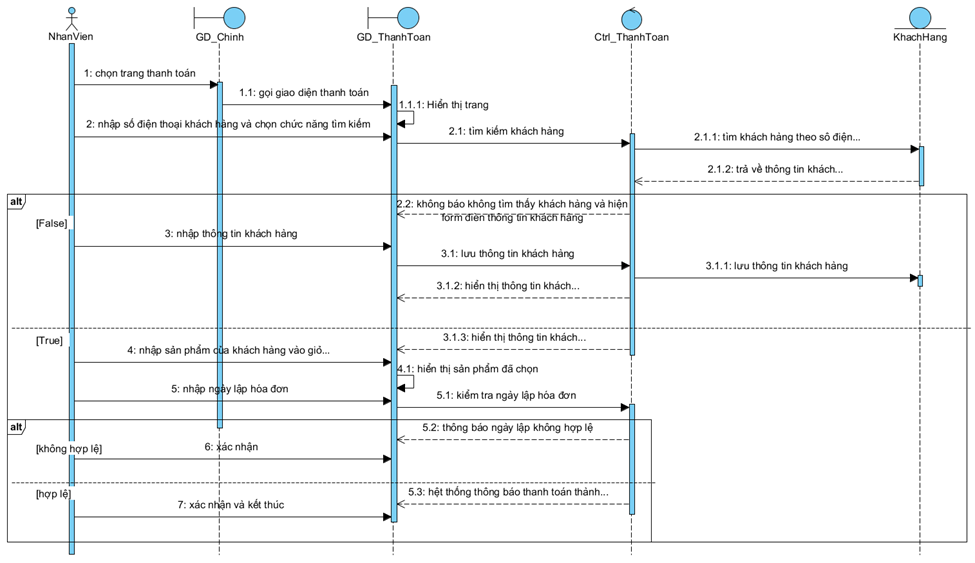 NhanVien
GD_Chinh
GD_ThanhToan
Ctrl_ThanhToan
KhachHang
1: chọn trang thanh toán
1.1: gọi giao diện thanh toán
1.1.1: Hiển thị trang
2: nhập số điện thoại khách hàng và chọn chức năng tìm kiếm
2.1: tìm kiếm khách hàng
2.1.1: tìm khách hàng theo sô điện...
2.1.2: trả về thông tin khách...
alt
[False]
2.2: không báo không tìm thấy khách hàng và hiện
form điền thông tin khách hàng
3: nhập thông tin khách hàng
3.1: lưu thông tin khách hàng
3.1.1: lưu thông tin khách hàng
3.1.2: hiển thị thông tin khách...
[True]
3.1.3: hiển thị thông tin khách...
4: nhập sản phẩm của khách hàng vào giỏ...
4.1: hiển thị sản phẩm đã chọn
5: nhập ngày lập hóa đơn
5.1: kiểm tra ngày lập hóa đơn
alt
5.2: thông báo ngày lập không hợp lệ
[không hợp lệ]
6: xác nhận
[hợp lệ]
5.3: hệt thống thông báo thanh toán thành...
7: xác nhận và kết thúc